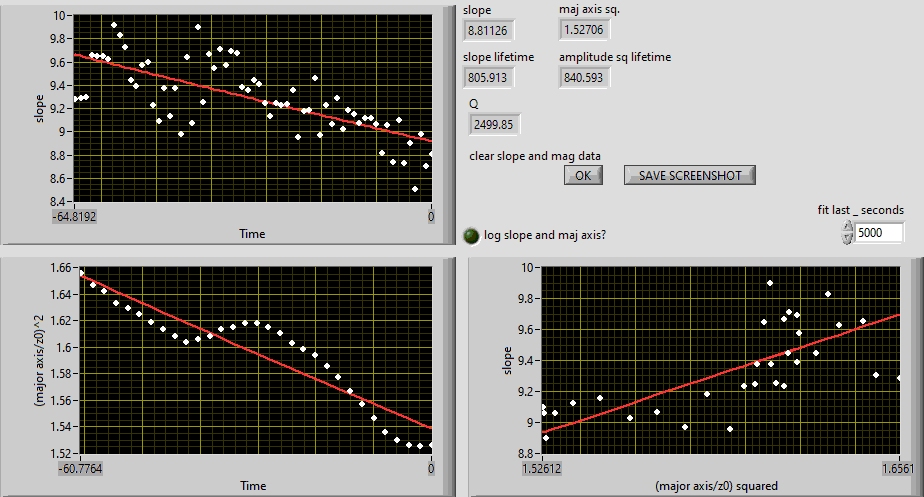 10
9.8
9.6
9.4
9.2
9
8.8
8.6
8.4
slope
-64.8192
0
Time
slope
maj axis sq.
8.81126
1.52706
slope lifetime
amplitude sq lifetime
805.913
840.593
Q
2499.85
clear slope and mag data
OK
SAVE SCREENSHOT
fit last _ seconds
5000
log slope and maj axis?
1.66
1.64
1.62
1.6
1.58
1.56
1.54
1.52
(major axis/z0)^2
-60.7764
0
Time
10
9.8
9.6
9.4
9.2
9
8.8
slope
1.52612
1.6561
(major axis/z0) squared